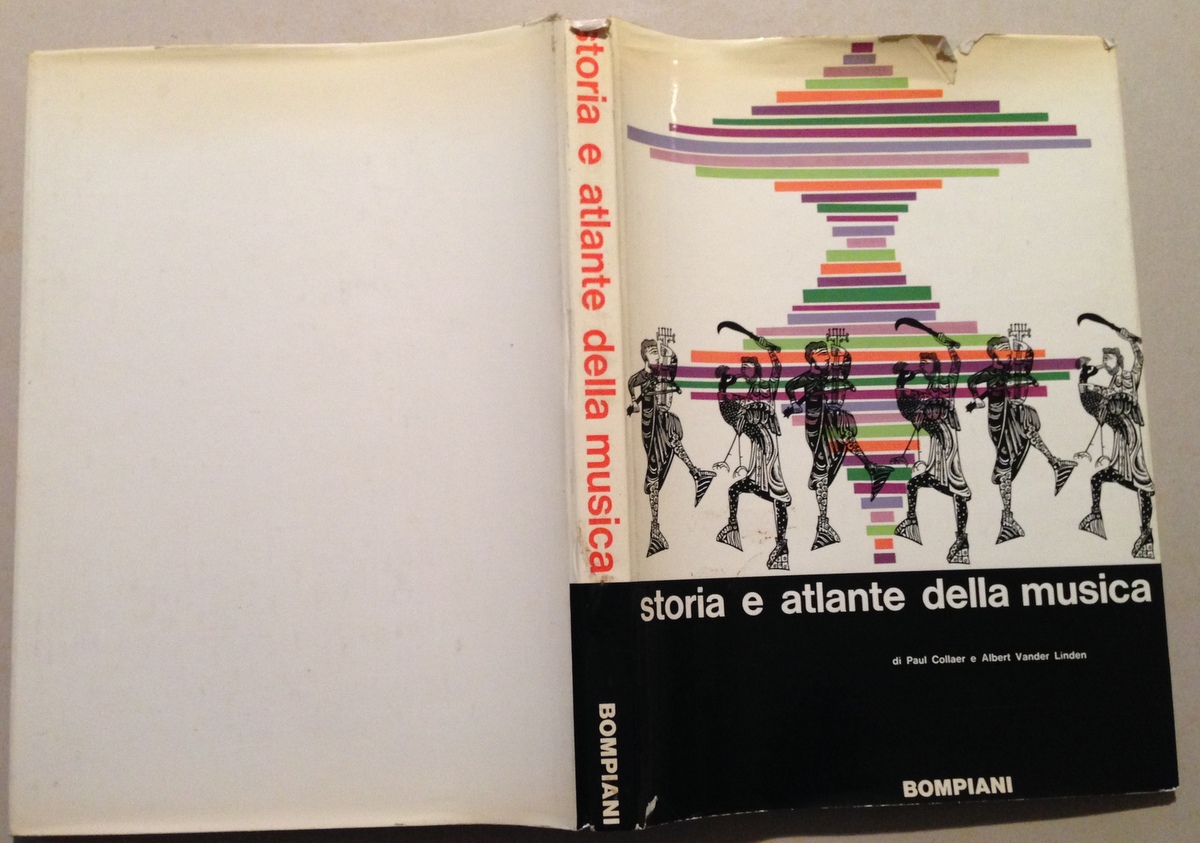 storia e atlante della musica
BOMPIANI
storia e atlante della musica
di Paul Collaer e Albert Vander Linden
BOMPIANI